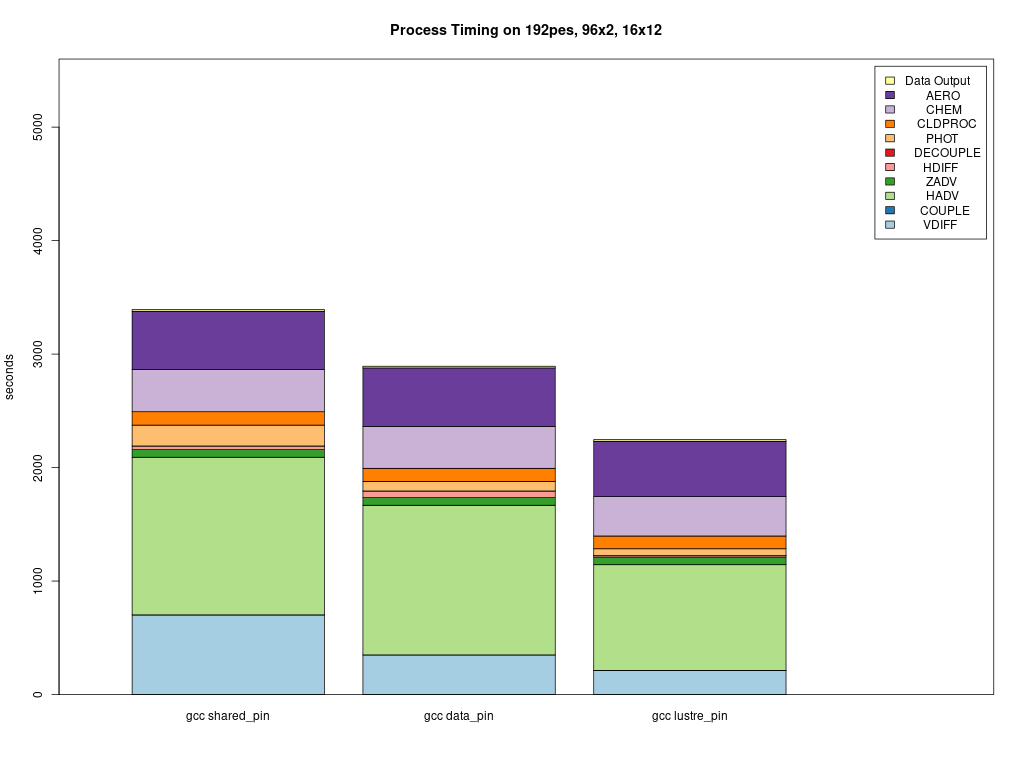 Process Timing on 192pes, 96x2, 16x12
Data Output
AERO
CHEM
CLDPROC
PHOT
DECOUPLE
HDIFF
ZADV
HADV
COUPLE
VDIFF
seconds
5000
4000
3000
2000
1000
0
gcc shared_pin
gcc data_pin
gcc lustre_pin